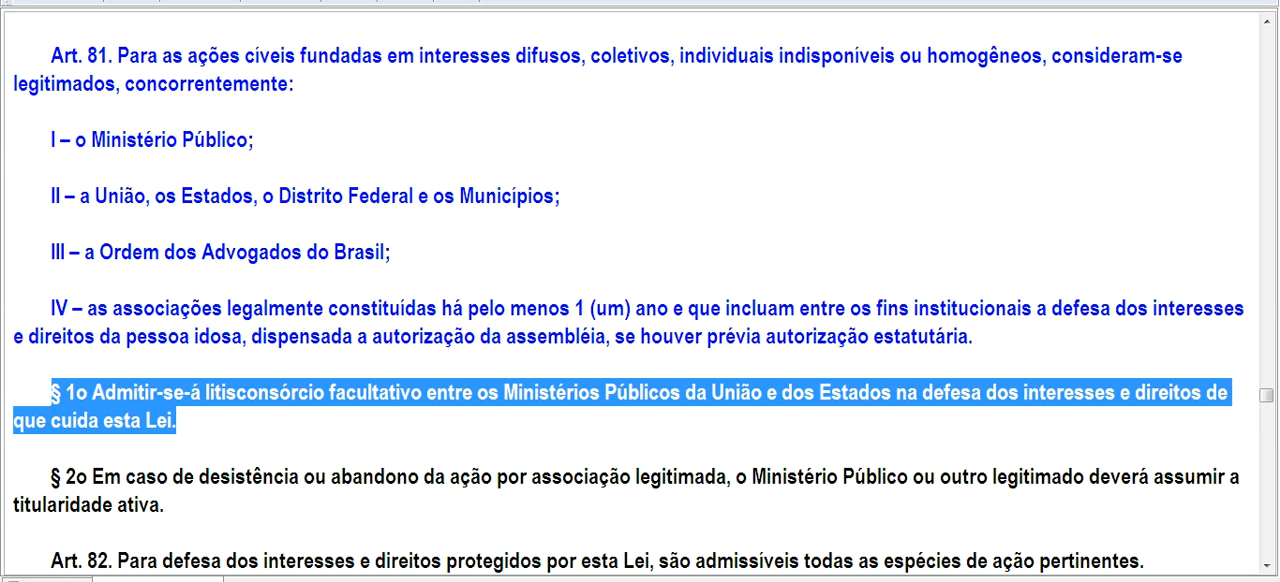 Art. 81. Para as ações cíveis fundadas em interesses difusos, coletivos, individuais indisponíveis ou homogêneos, consideram-se
legitimados, concorrentemente:
I – o Ministério Público;
II – a União, os Estados, o Distrito Federal e os Municípios;
III – a Ordem dos Advogados do Brasil;
IV – as associações legalmente constituídas há pelo menos 1 (um) ano e que incluam entre os fins institucionais a defesa dos interesses
e direitos da pessoa idosa, dispensada a autorização da assembléia, se houver prévia autorização estatutária.
§ 1o Admitir-se-á litisconsórcio facultativo entre os Ministérios Públicos da União e dos Estados na defesa dos interesses e direitos de
que cuida esta Lei.
§ 2o Em caso de desistência ou abandono da ação por associação legitimada, o Ministério Público ou outro legitimado deverá assumir a
titularidade ativa.
Art. 82. Para defesa dos interesses e direitos protegidos por esta Lei, são admissíveis todas as espécies de ação pertinentes.